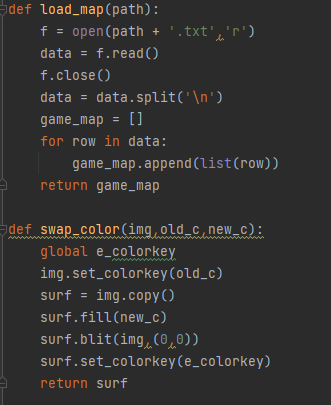 def load_map(path):
    f = open(path + '.txt','r')
    data = f.read()
    f.close()
    data = data.split('\n')
    game_map = []
    for row in data:
        game_map.append(list(row))
    return game_map

def swap_color(img,old_c,new_c):
    global e_colorkey
    img.set_colorkey(old_c)
    surf = img.copy()
    surf.fill(new_c)
    surf.blit(img,(0,0))
    surf.set_colorkey(e_colorkey)
    return surf